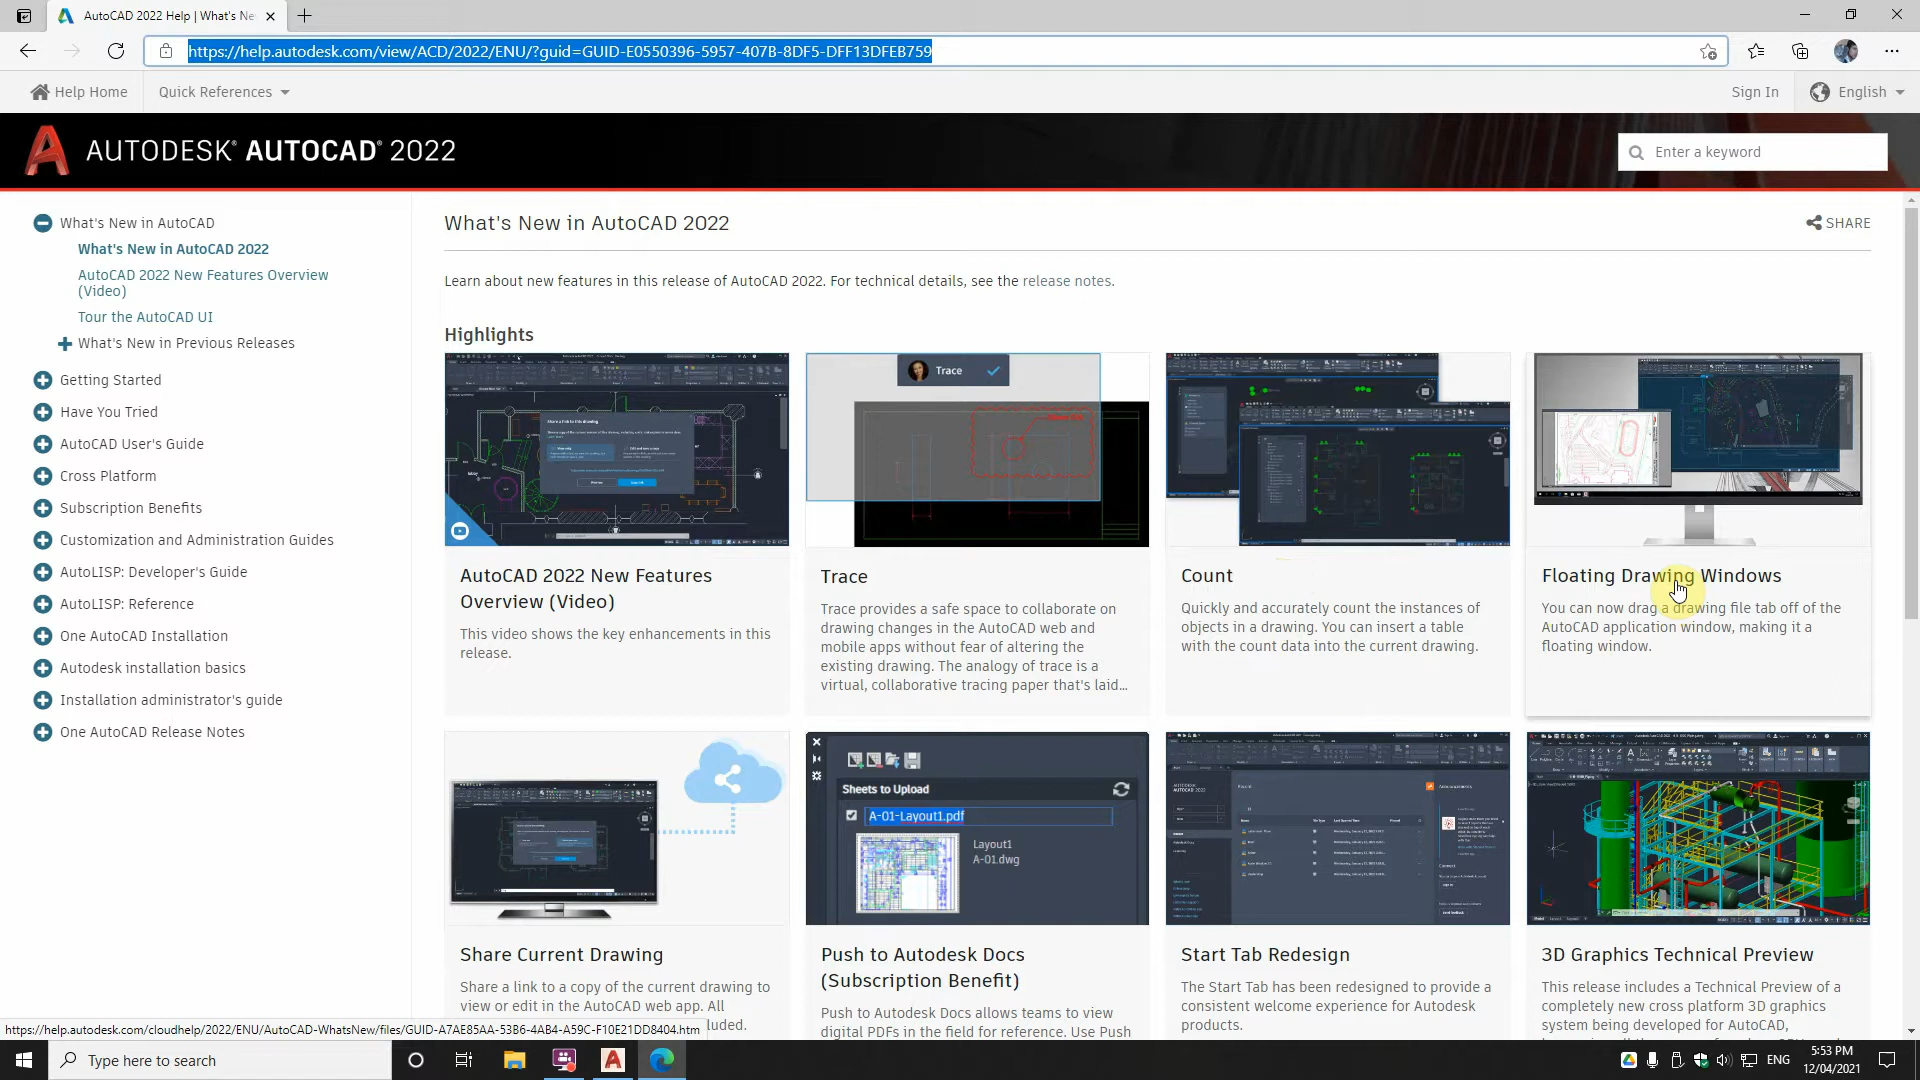 AutoCAD 2022 Help | What's Ne
https://help.autodesk.com/view/ACD/2022/ENU/?guid=GUID-E0550396-5957-407B-8DF5-DFF13DFEB759
Help Home
Quick References
Sign In
English
AUTODESK® AUTOCAD® 2022
Enter a keyword
What's New in AutoCAD
What's New in AutoCAD 2022
AutoCAD 2022 New Features Overview
(Video)
Tour the AutoCAD UI
What's New in Previous Releases
Getting Started
Have You Tried
AutoCAD User's Guide
Cross Platform
Subscription Benefits
Customization and Administration Guides
AutoLISP: Developer's Guide
AutoLISP: Reference
One AutoCAD Installation
Autodesk installation basics
Installation administrator's guide
One AutoCAD Release Notes
What's New in AutoCAD 2022
SHARE
Learn about new features in this release of AutoCAD 2022. For technical details, see the release notes.
Highlights
AutoCAD 2022 New Features
Overview (Video)
This video shows the key enhancements in this
release.
Trace
Trace
Trace provides a safe space to collaborate on
drawing changes in the AutoCAD web and
mobile apps without fear of altering the
existing drawing. The analogy of trace is a
virtual, collaborative tracing paper that's laid...
Count
Quickly and accurately count the instances of
objects in a drawing. You can insert a table
with the count data into the current drawing.
Floating Drawing Windows
You can now drag a drawing file tab off of the
AutoCAD application window, making it a
floating window.
Share Current Drawing
Share a link to a copy of the current drawing to
view or edit in the AutoCAD web app. All
luded.
Sheets to Upload
A-01-Layout1.pdf
Layout1
A-01.dwg
Push to Autodesk Docs
(Subscription Benefit)
Push to Autodesk Docs allows teams to view
digital PDFs in the field for reference. Use Push
Start Tab Redesign
The Start Tab has been redesigned to provide a
consistent welcome experience for Autodesk
products.
3D Graphics Technical Preview
This release includes a Technical Preview of a
completely new cross platform 3D graphics
system being developed for AutoCAD,
https://help.autodesk.com/cloudhelp/2022/ENU/AutoCAD-WhatsNew/files/GUID-A7AE85AA-53B6-4AB4-A59C-F10E21DD8404.htm
Type here to search
ENG
5:53 PM
12/04/2021